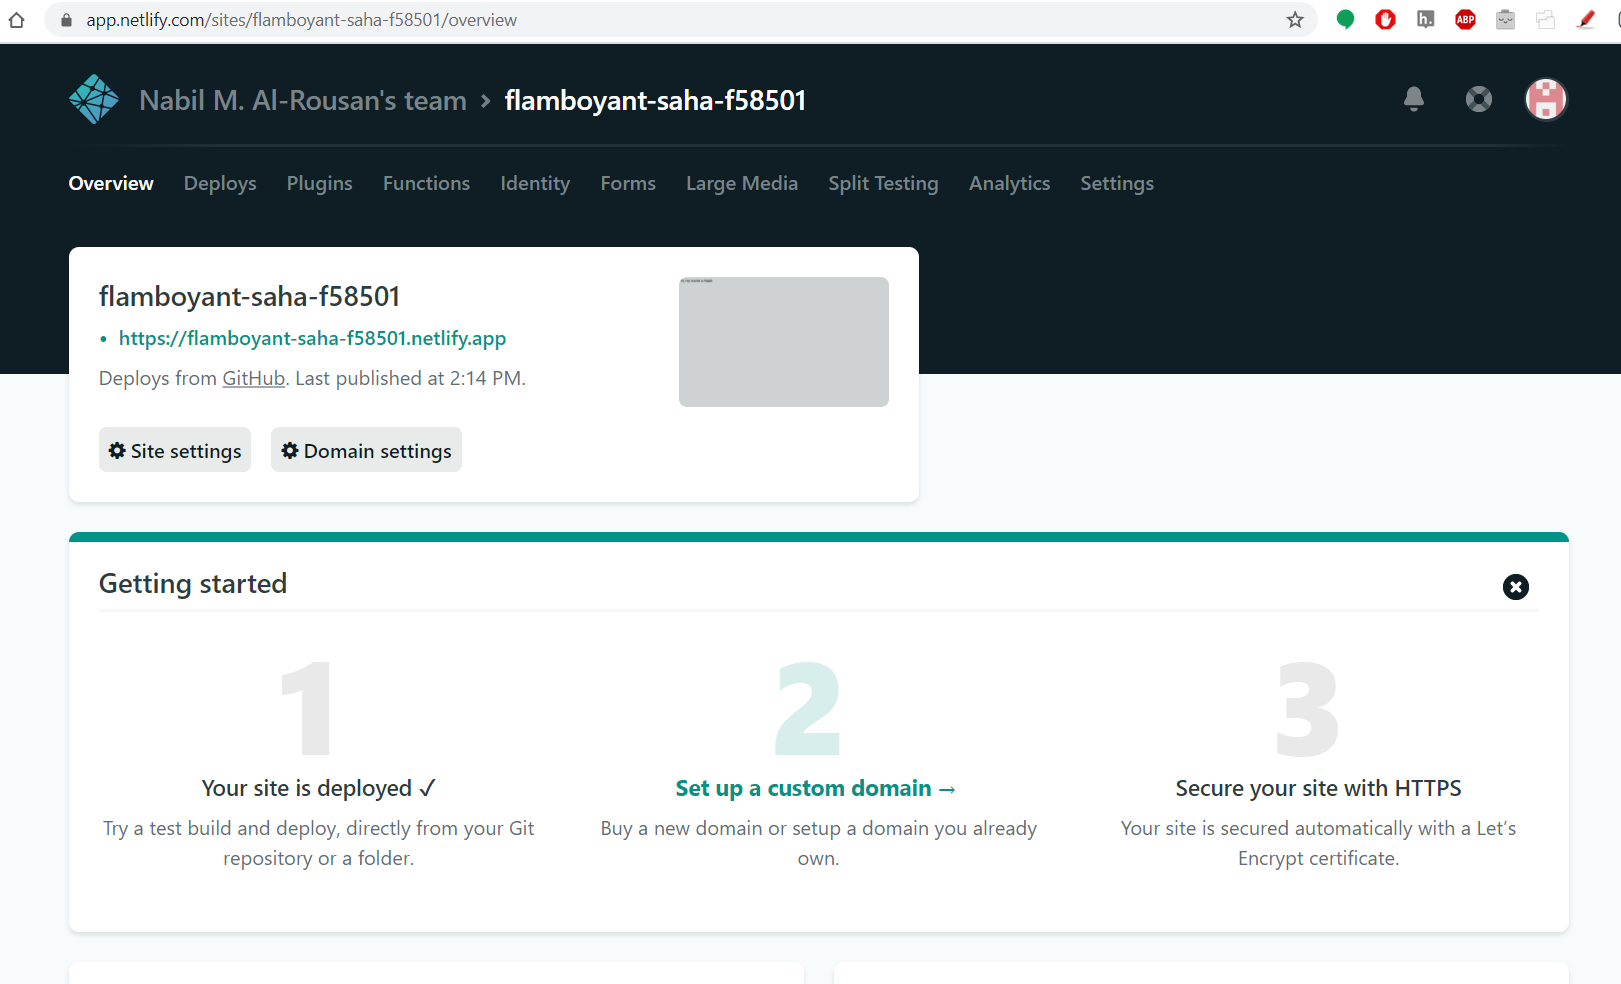 app.netlify.com/sites/flamboyant-saha-f58501/overview
h.
ABP
Nabil M. Al-Rousan's team > flamboyant-saha-f58501
Overview Deploys Plugins Functions Identity Forms Large Media Split Testing Analytics Settings
flamboyant-saha-f58501
• https://flamboyant-saha-f58501.netlify.app
Deploys from GitHub. Last published at 2:14 PM.
Site settings Domain settings
Getting started
1 2 3
Your site is deployed ✓
Try a test build and deploy, directly from your Git
repository or a folder.
Set up a custom domain →
Buy a new domain or setup a domain you already
own.
Secure your site with HTTPS
Your site is secured automatically with a Let’s
Encrypt certificate.